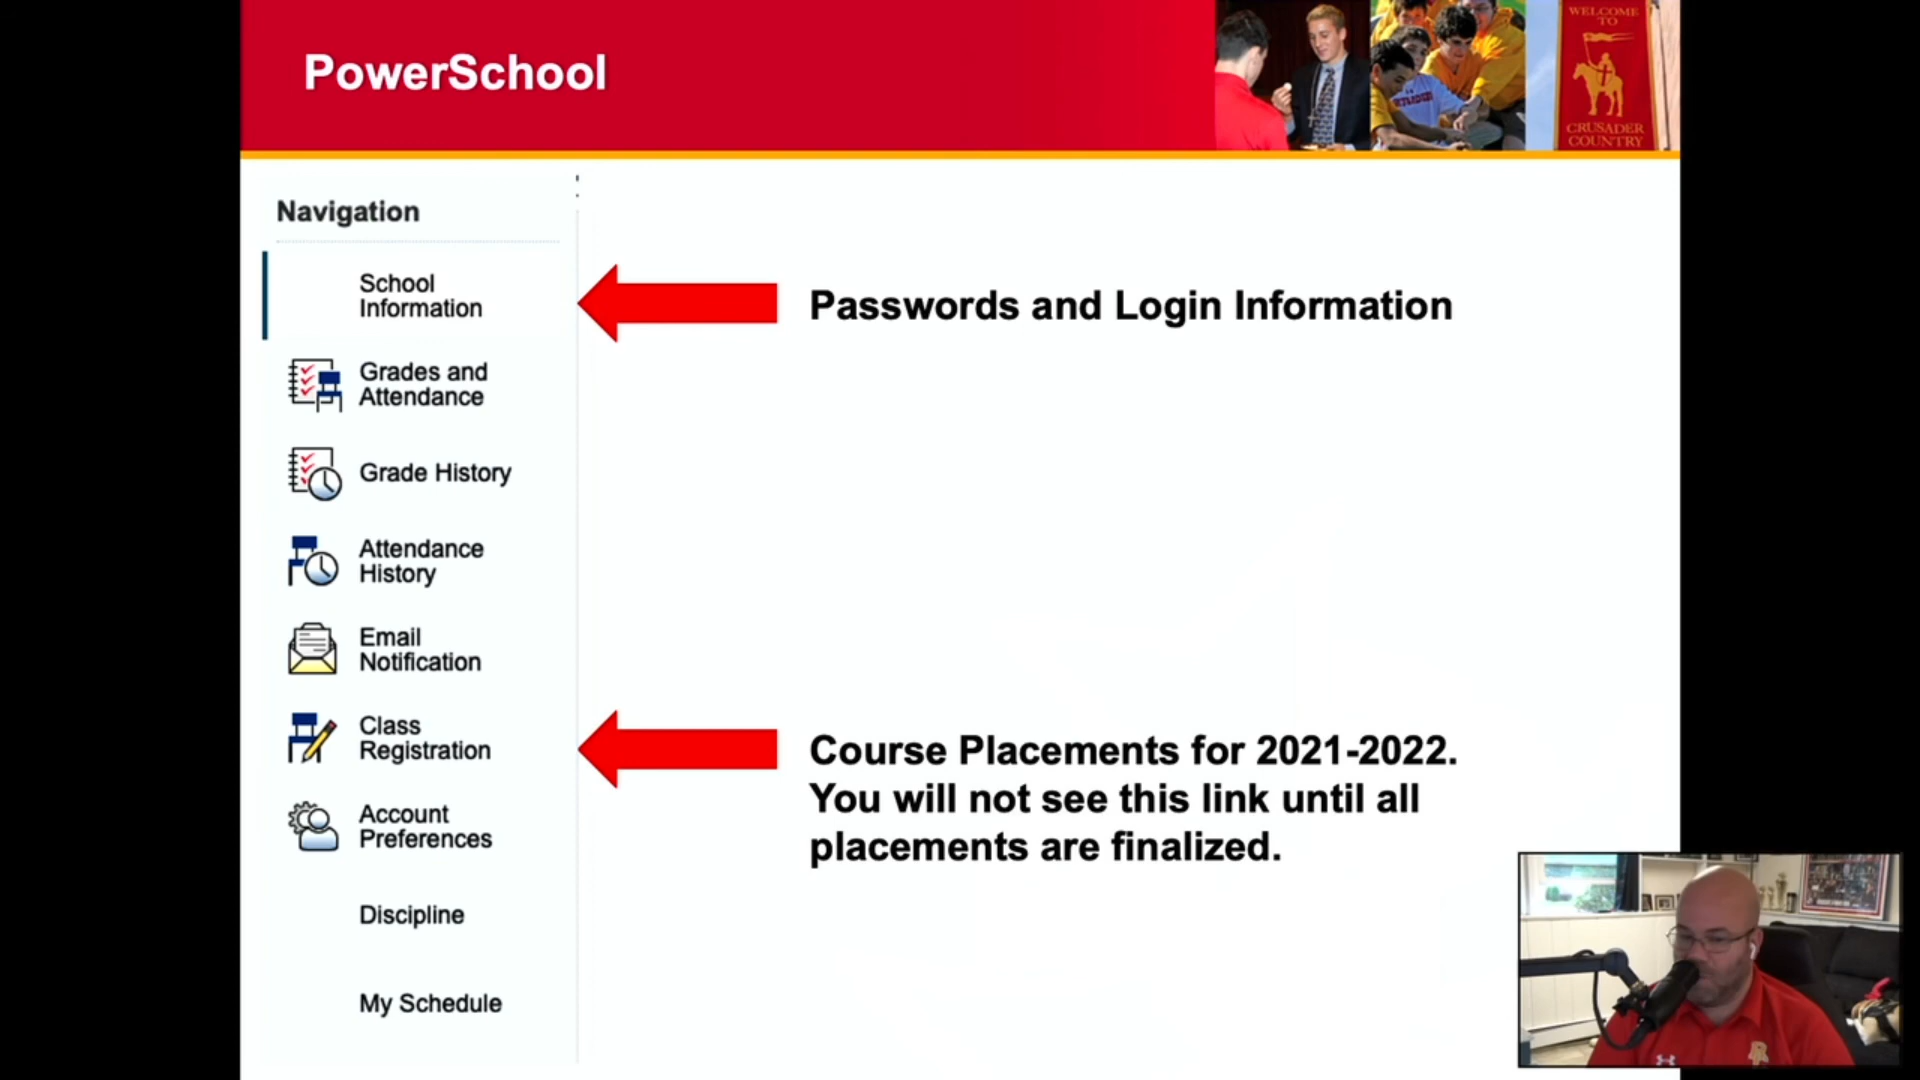 PowerSchool
WELCOME
TO
CRUSADER
COUNTRY
Navigation
School
Information
Passwords and Login Information
Grades and
Attendance
Grade History
Attendance
History
Email
Notification
Class
Registration
Course Placements for 2021-2022.
You will not see this link until all
placements are finalized.
Account
Preferences
Discipline
My Schedule